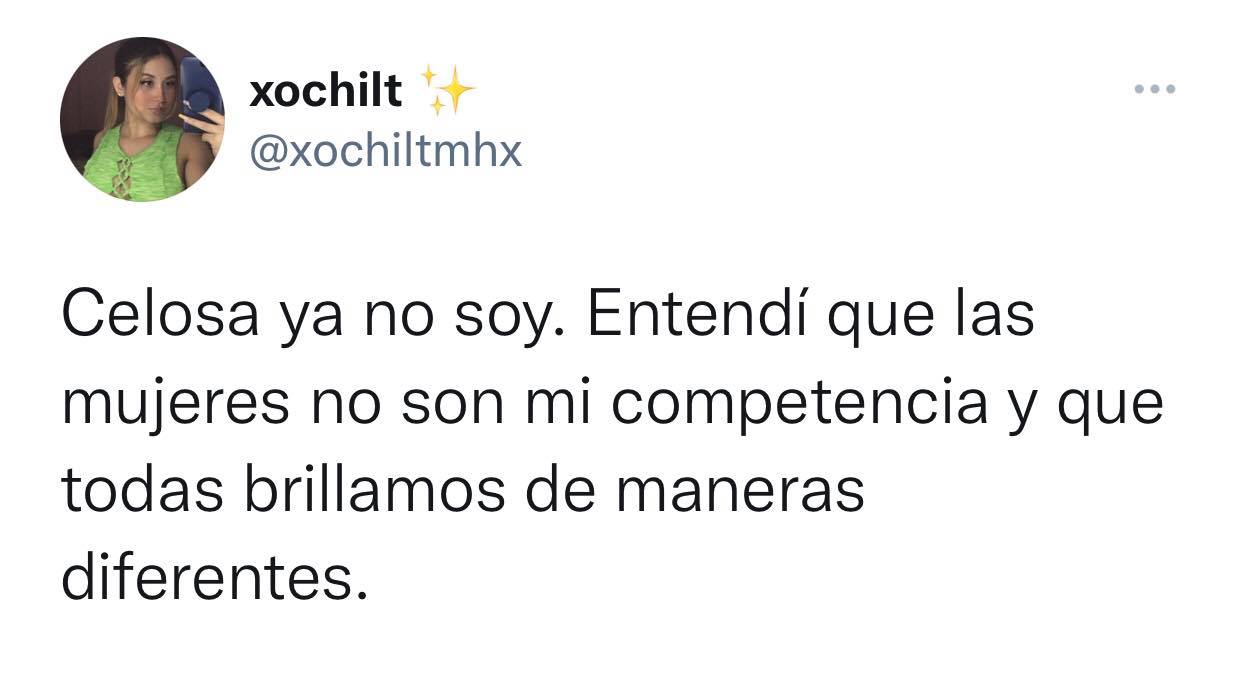 xochilt ✨
@xochiltmhx
Celosa ya no soy. Entendí que las
mujeres no son mi competencia y que
todas brillamos de maneras
diferentes.